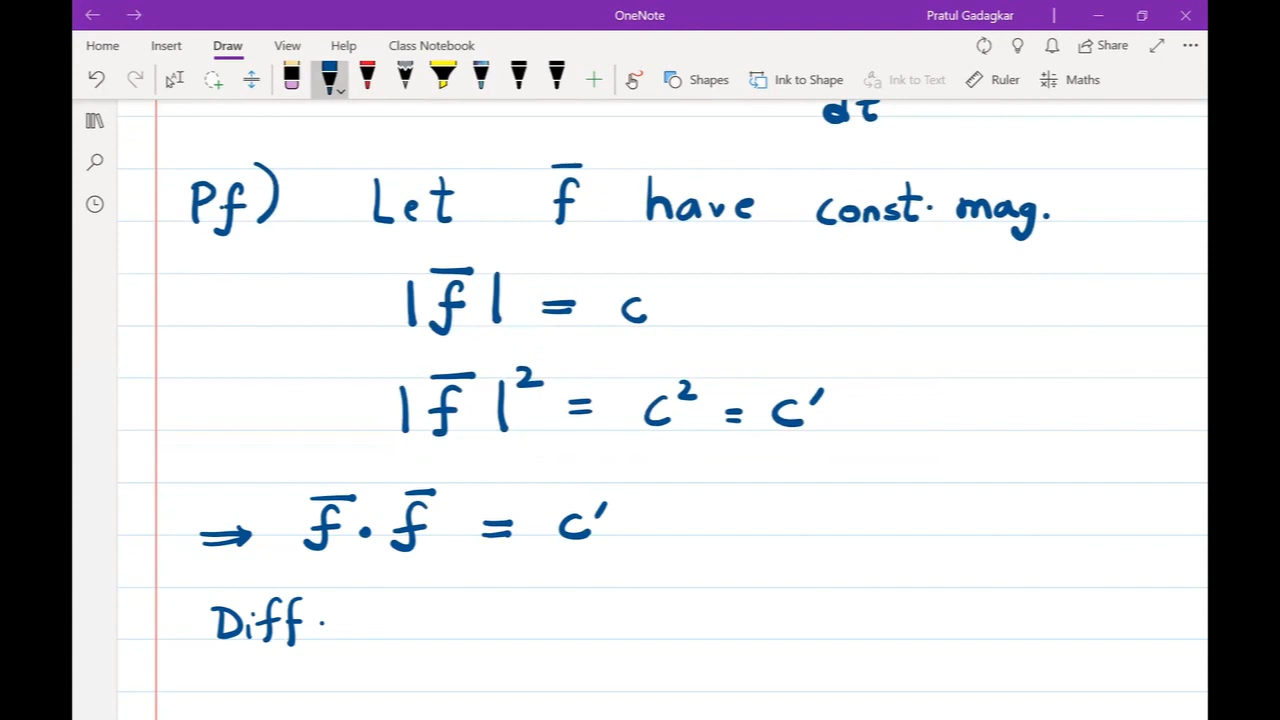 OneNote
Pratul Gadagkar
Home Insert Draw View Help Class Notebook
Share
Shapes Ink to Shape Ink to Text Ruler Maths
dt
Pf) Let f̅ have const. mag.
|f̅| = c
|f̅|² = c² = c′
⇒ f̅ · f̅ = c′
Diff.